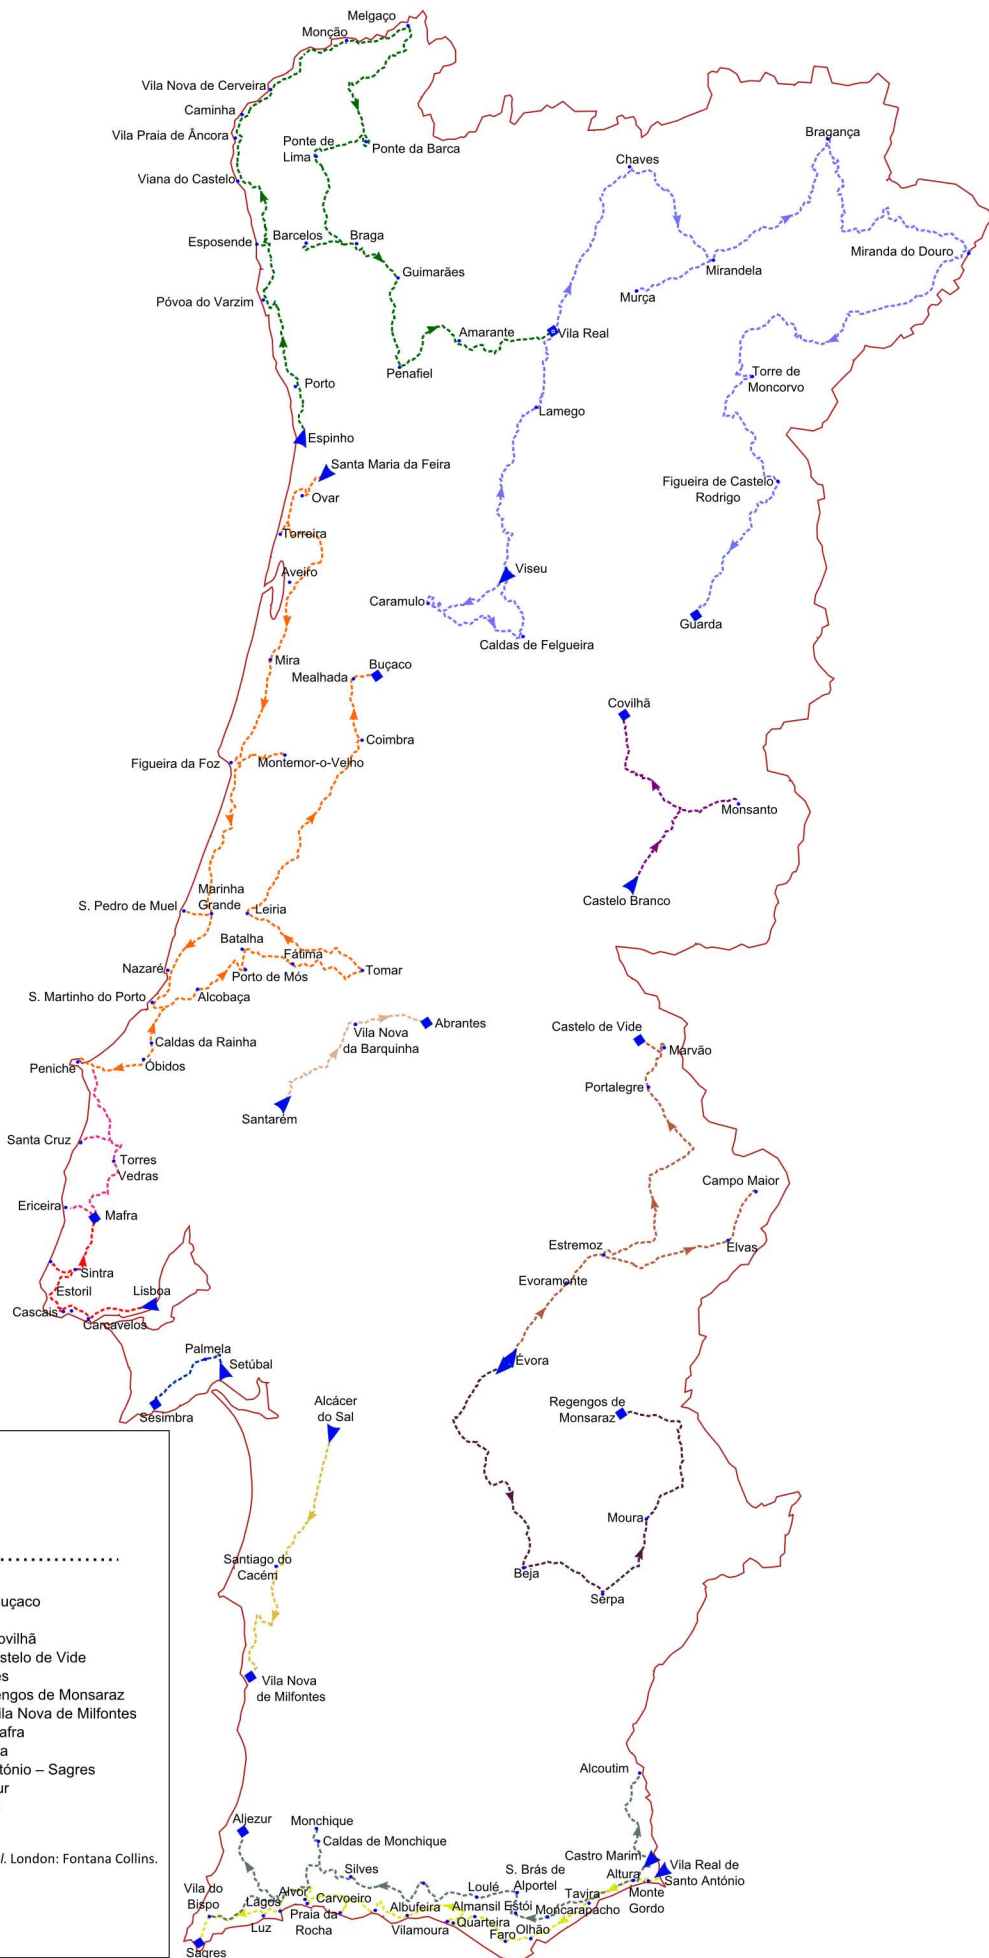 Melgaço
Monção
Vila Nova de Cerveira
Caminha
Vila Praia de Âncora
Ponte de
Lima
Ponte da Barca
Bragança
Chaves
Viana do Castelo
Esposende
Barcelos
Braga
Guimarães
Miranda do Douro
Mirandela
Murça
Póvoa do Varzim
Amarante
Vila Real
Penafiel
Porto
Torre de
Moncorvo
Lamego
Espinho
Santa Maria da Feira
Ovar
Figueira de Castelo
Rodrigo
Torreira
Aveiro
Viseu
Caramulo
Guarda
Caldas de Felgueira
Mira
Buçaco
Mealhada
Covilhã
Coimbra
Figueira da Foz
Montemor-o-Velho
Monsanto
Castelo Branco
Marinha
Grande
S. Pedro de Muel
Leiria
Batalha
Fátima
Nazaré
Porto de Mós
Tomar
S. Martinho do Porto
Alcobaça
Abrantes
Vila Nova
da Barquinha
Castelo de Vide
Marvão
Caldas da Rainha
Óbidos
Peniche
Portalegre
Santarém
Santa Cruz
Torres
Vedras
Campo Maior
Ericeira
Mafra
Estremoz
Elvas
Sintra
Evoramonte
Estoril
Lisboa
Cascais
Carcavelos
Palmela
Setúbal
Évora
Sesimbra
Alcácer
do Sal
Regengos de
Monsaraz
Moura
Santiago do
Cacém
Beja
Serpa
Vila Nova
de Milfontes
uçaco
ovilhã
stelo de Vide
es
engos de Monsaraz
ila Nova de Milfontes
afra
a
tónio – Sagres
ur
l. London: Fontana Collins.
Alcoutim
Aljezur
Monchique
Caldas de Monchique
Castro Marim
Vila Real de
Santo António
Altura
Silves
S. Brás de
Alportel
Loulé
Monte
Gordo
Vila do
Bispo
Lagos
Alvor
Carvoeiro
Albufeira
Almansil
Estói
Tavira
Moncarapacho
Luz
Praia da
Rocha
Vilamoura
Quarteira
Faro
Olhão
Sagres